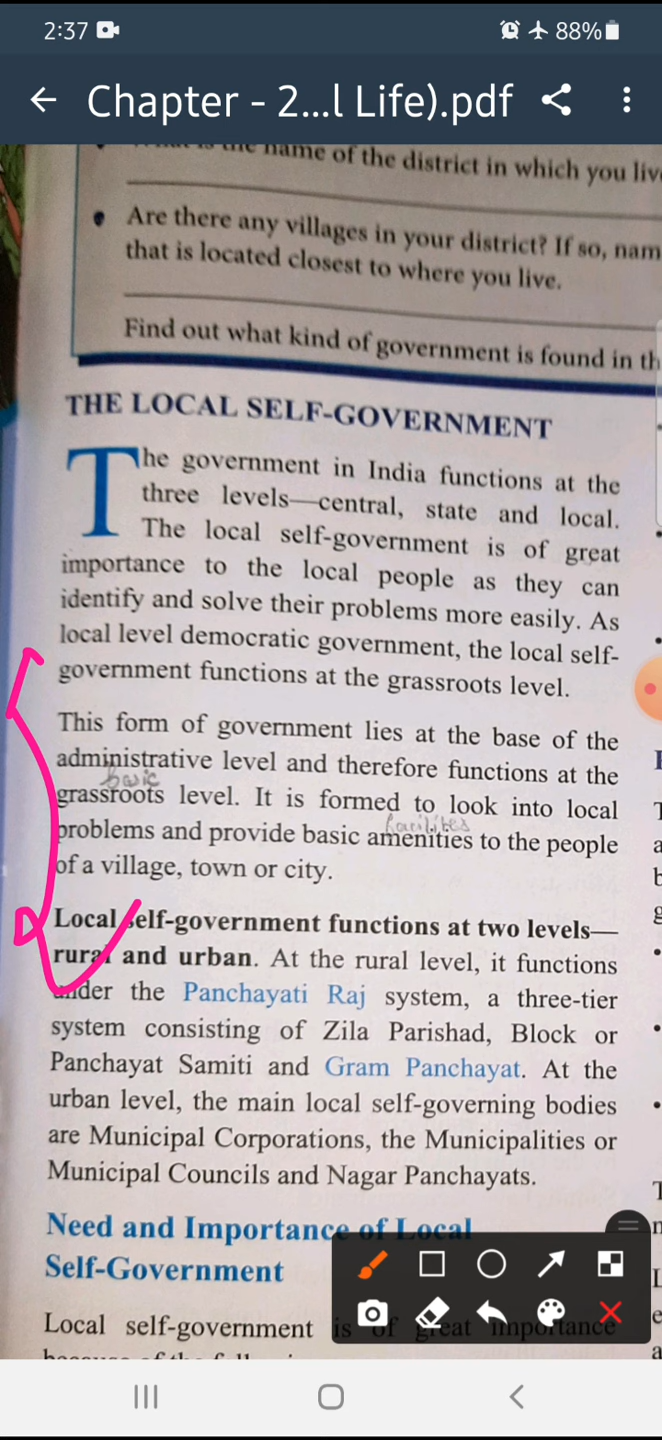 2:37
88%
Chapter - 2...l Life).pdf
name of the district in which you
Are there any villages in your district? If so,
that is located closest to where you live.
Find out what kind of government is found in
THE LOCAL SELF-GOVERNMENT
The government in India functions at the
three levels—central, state and local.
The local self-government is of great
importance to the local people as they can
identify and solve their problems more easily. As
local level democratic government, the local self-
government functions at the grassroots level.
This form of government lies at the base of the
administrative level and therefore functions at the
basic
grassroots level. It is formed to look into local
facilites
problems and provide basic amenities to the people
of a village, town or city.
Local self-government functions at two levels—
rural and urban. At the rural level, it functions
under the Panchayati Raj system, a three-tier
system consisting of Zila Parishad, Block or
Panchayat Samiti and Gram Panchayat. At the
urban level, the main local self-governing bodies
are Municipal Corporations, the Municipalities or
Municipal Councils and Nagar Panchayats.
Need and Importance of Local
Self-Government
Local self-government is of great importance